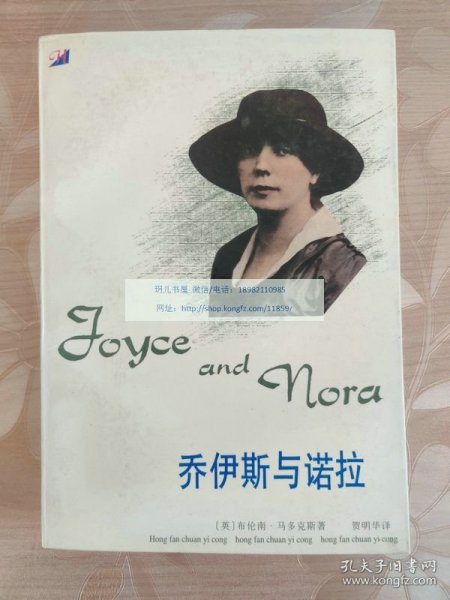 玥儿书屋 微信/电话：18982110985
网址：http://shop.kongfz.com/11859/
Joyce
and
Nora
乔伊斯与诺拉
［英］布伦南·马多克斯著 贺明华译
Hong fan chuan yi cong hong fan chuan yi cong hong fan chuan yi cong
孔夫子旧书网
www.kongfz.com